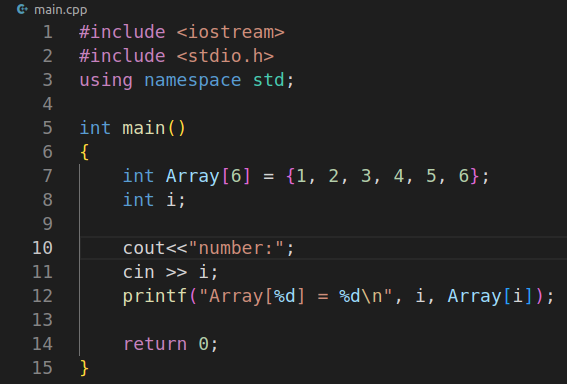 main.cpp
1 #include <iostream>
2 #include <stdio.h>
3 using namespace std;
4
5 int main()
6 {
7     int Array[6] = {1, 2, 3, 4, 5, 6};
8     int i;
9
10     cout<<"number:";
11     cin >> i;
12     printf("Array[%d] = %d\n", i, Array[i]);
13
14     return 0;
15 }